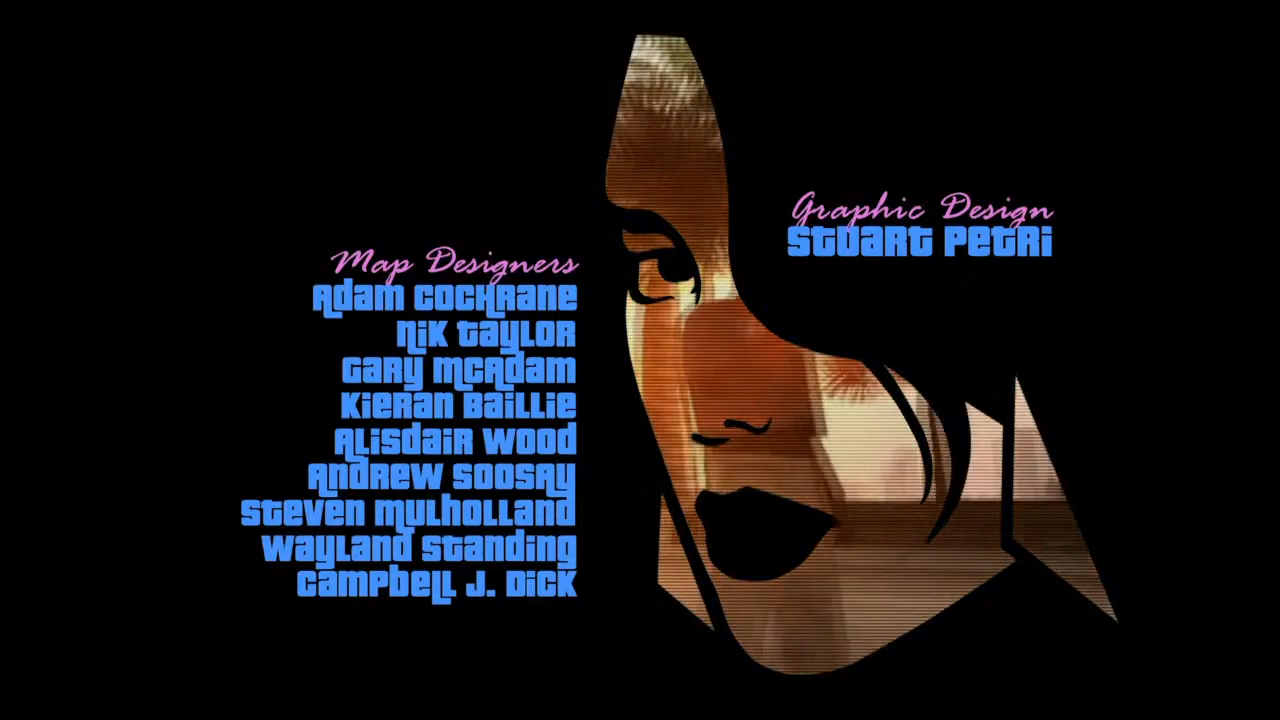 Map Designers
Adam Cochrane
Nik Taylor
Gary McAdam
Kieran Baillie
Alisdair Wood
Andrew Soosay
Steven Mulholland
Wayland Standing
Campbell J. Dick
Graphic Design
Stuart Petri